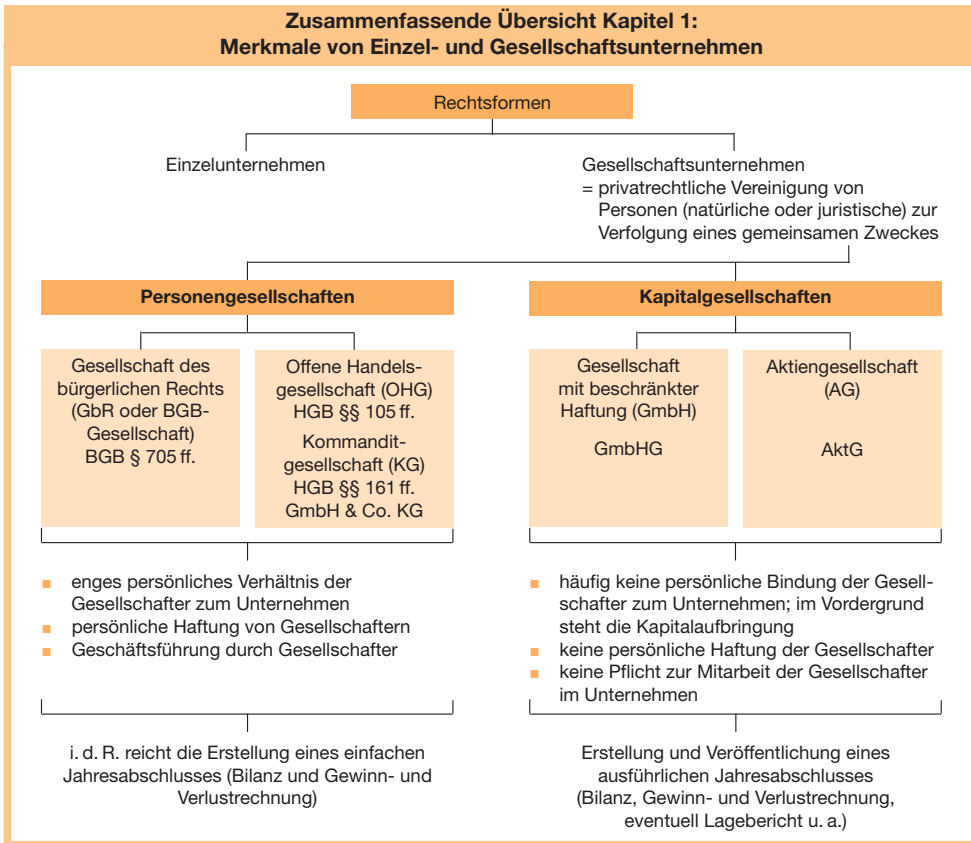 Zusammenfassende Übersicht Kapitel 1:
Merkmale von Einzel- und Gesellschaftsunternehmen
Rechtsformen
Einzelunternehmen
Gesellschaftsunternehmen
= privatrechtliche Vereinigung von
Personen (natürliche oder juristische) zur
Verfolgung eines gemeinsamen Zweckes
Personengesellschaften
Gesellschaft des
bürgerlichen Rechts
(GbR oder BGB-
Gesellschaft)
BGB § 705 ff.
Offene Handels-
gesellschaft (OHG)
HGB §§ 105 ff.
Kommandit-
gesellschaft (KG)
HGB §§ 161 ff.
GmbH & Co. KG
Kapitalgesellschaften
Gesellschaft
mit beschränkter
Haftung (GmbH)
GmbHG
Aktiengesellschaft
(AG)
AktG
■ enges persönliches Verhältnis der
Gesellschafter zum Unternehmen
■ persönliche Haftung von Gesellschaftern
■ Geschäftsführung durch Gesellschafter
■ häufig keine persönliche Bindung der Gesell-
schafter zum Unternehmen; im Vordergrund
steht die Kapitalaufbringung
■ keine persönliche Haftung der Gesellschafter
■ keine Pflicht zur Mitarbeit der Gesellschafter
im Unternehmen
i. d. R. reicht die Erstellung eines einfachen
Jahresabschlusses (Bilanz und Gewinn- und
Verlustrechnung)
Erstellung und Veröffentlichung eines
ausführlichen Jahresabschlusses
(Bilanz, Gewinn- und Verlustrechnung,
eventuell Lagebericht u. a.)